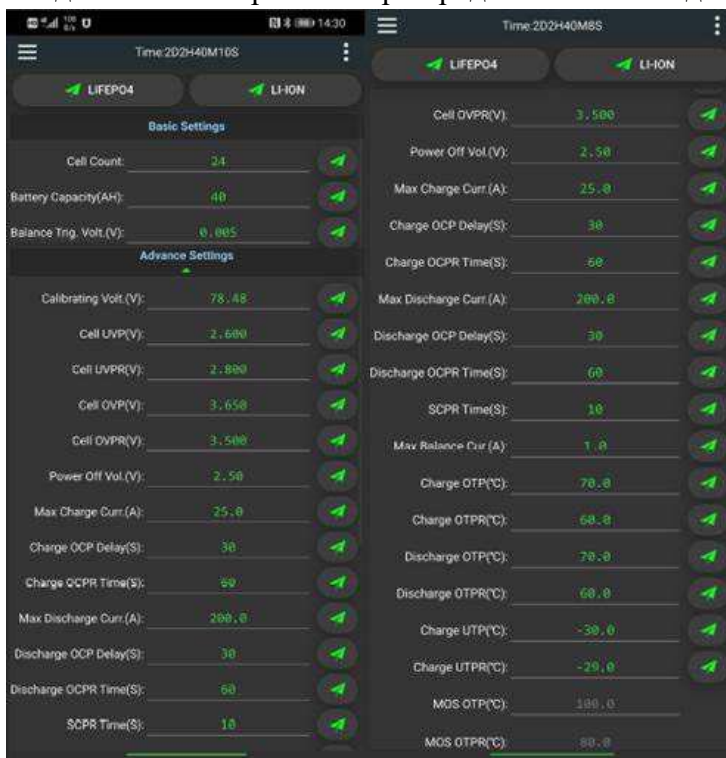 14:30
Time:2D2H40M10S
LIFEPO4
LI-ION
Basic Settings
Cell Count: 24
Battery Capacity(AH): 40
Balance Trig. Volt.(V): 0.005
Advance Settings
Calibrating Volt.(V): 78.48
Cell UVP(V): 2.600
Cell UVPR(V): 2.800
Cell OVP(V): 3.650
Cell OVPR(V): 3.500
Power Off Vol.(V): 2.50
Max Charge Curr.(A): 25.0
Charge OCP Delay(S): 30
Charge OCPR Time(S): 60
Max Discharge Curr.(A): 200.0
Discharge OCP Delay(S): 30
Discharge OCPR Time(S): 60
SCPR Time(S): 10
Time:2D2H40M8S
LIFEPO4
LI-ION
Cell OVPR(V): 3.500
Power Off Vol.(V): 2.50
Max Charge Curr.(A): 25.0
Charge OCP Delay(S): 30
Charge OCPR Time(S): 60
Max Discharge Curr.(A): 200.0
Discharge OCP Delay(S): 30
Discharge OCPR Time(S): 60
SCPR Time(S): 10
Max Balance Cur.(A): 1.0
Charge OTP(℃): 70.0
Charge OTPR(℃): 60.0
Discharge OTP(℃): 70.0
Discharge OTPR(℃): 60.0
Charge UTP(℃): -30.0
Charge UTPR(℃): -29.0
MOS OTP(℃): 100.0
MOS OTPR(℃): 80.0